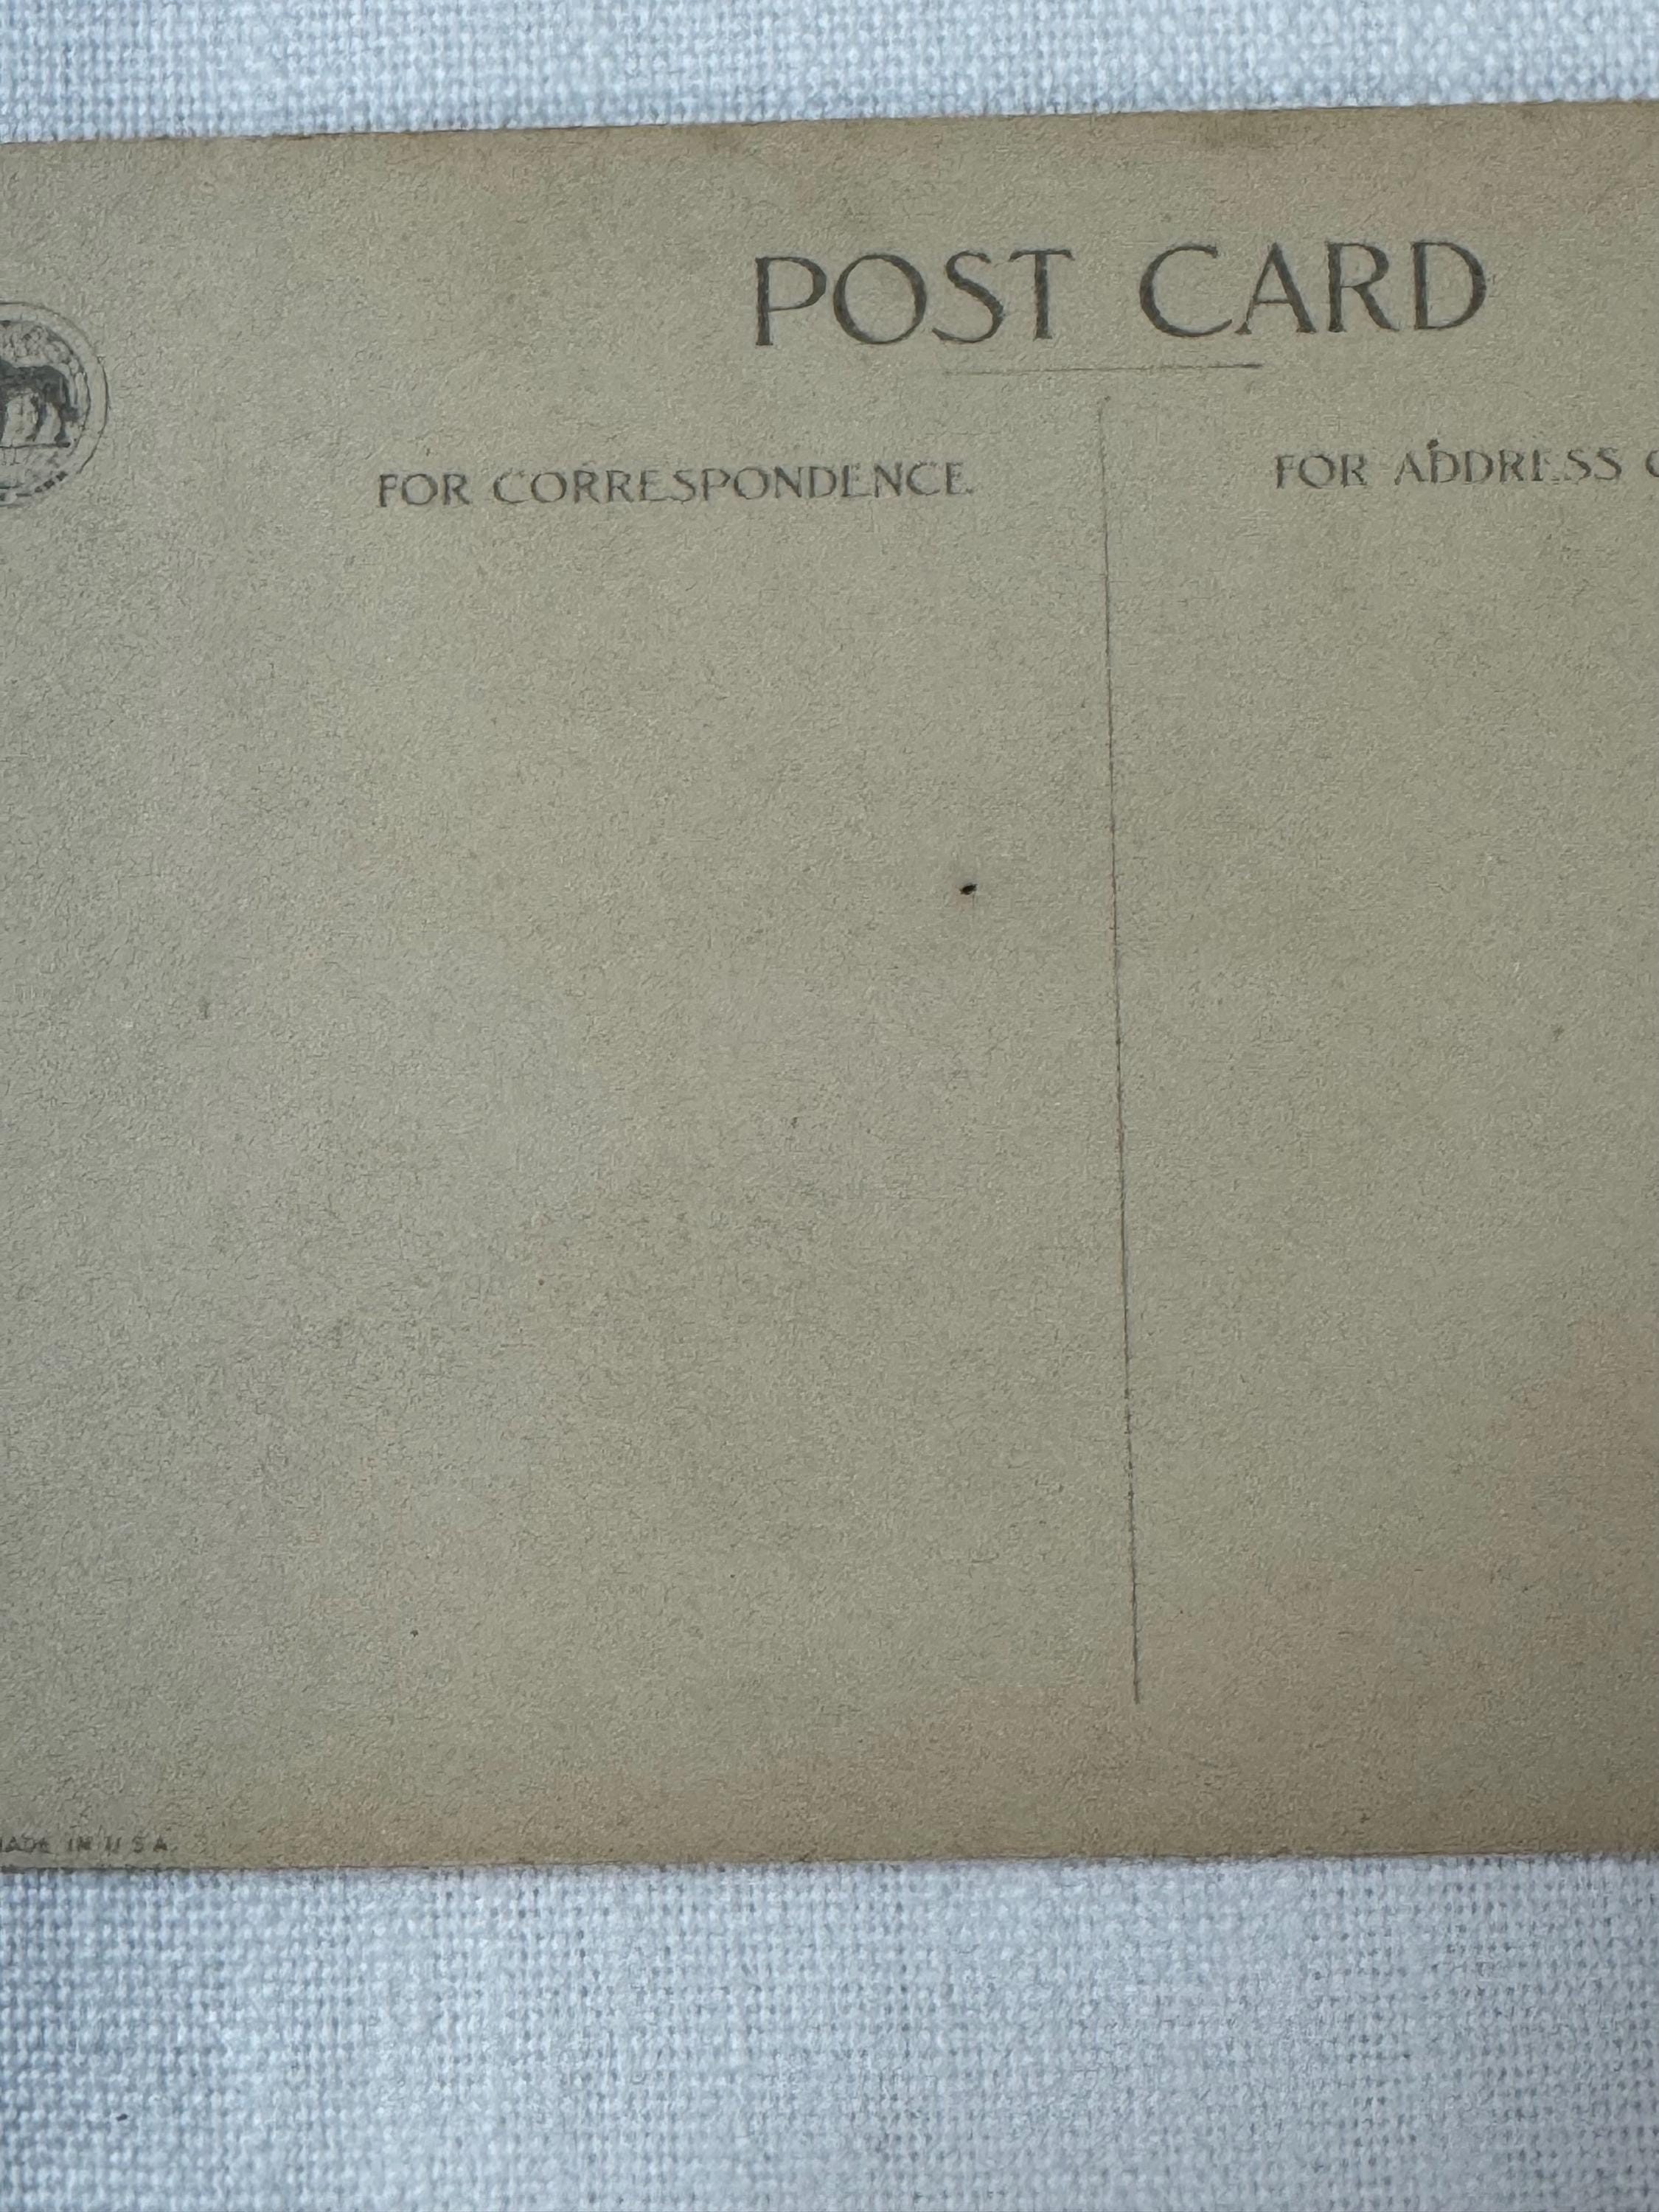 POST CARD
FOR CORRESPONDENCE
FOR ADDRESS
MADE IN U S A